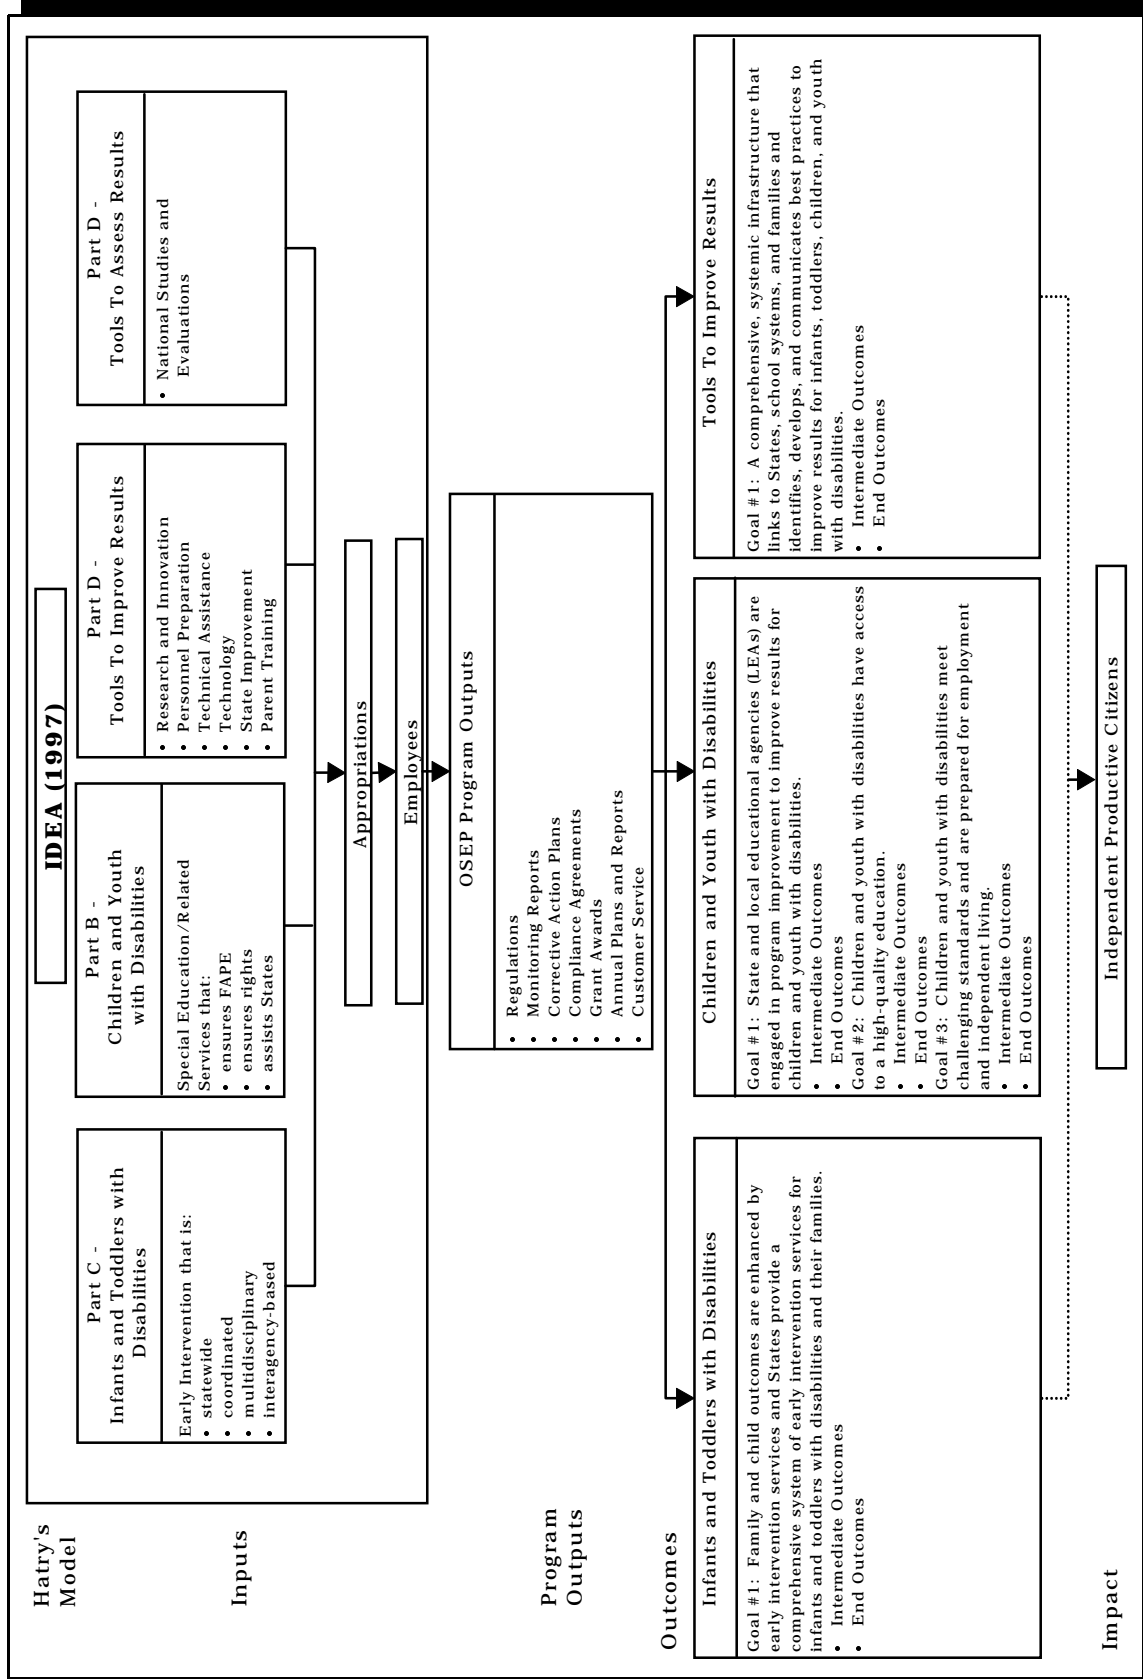 Hatry's
Model
IDEA (1997)
Inputs
Part C -
Infants and Toddlers with
Disabilities
Early Intervention that is:
• statewide
• coordinated
• multidisciplinary
• interagency-based
Part B -
Children and Youth
with Disabilities
Special Education/Related
Services that:
• ensures FAPE
• ensures rights
• assists States
Part D -
Tools To Improve Results
• Research and Innovation
• Personnel Preparation
• Technical Assistance
• Technology
• State Improvement
• Parent Training
Part D -
Tools To Assess Results
• National Studies and
Evaluations
Appropriations
Employees
Program
Outputs
OSEP Program Outputs
• Regulations
• Monitoring Reports
• Corrective Action Plans
• Compliance Agreements
• Grant Awards
• Annual Plans and Reports
• Customer Service
Outcomes
Infants and Toddlers with Disabilities
Goal #1: Family and child outcomes are enhanced by
early intervention services and States provide a
comprehensive system of early intervention services for
infants and toddlers with disabilities and their families.
• Intermediate Outcomes
• End Outcomes
Children and Youth with Disabilities
Goal #1: State and local educational agencies (LEAs) are
engaged in program improvement to improve results for
children and youth with disabilities.
• Intermediate Outcomes
• End Outcomes
Goal #2: Children and youth with disabilities have access
to a high-quality education.
• Intermediate Outcomes
• End Outcomes
Goal #3: Children and youth with disabilities meet
challenging standards and are prepared for employment
and independent living.
• Intermediate Outcomes
• End Outcomes
Tools To Improve Results
Goal #1: A comprehensive, systemic infrastructure that
links to States, school systems, and families and
identifies, develops, and communicates best practices to
improve results for infants, toddlers, children, and youth
with disabilities.
• Intermediate Outcomes
• End Outcomes
Impact
Independent Productive Citizens